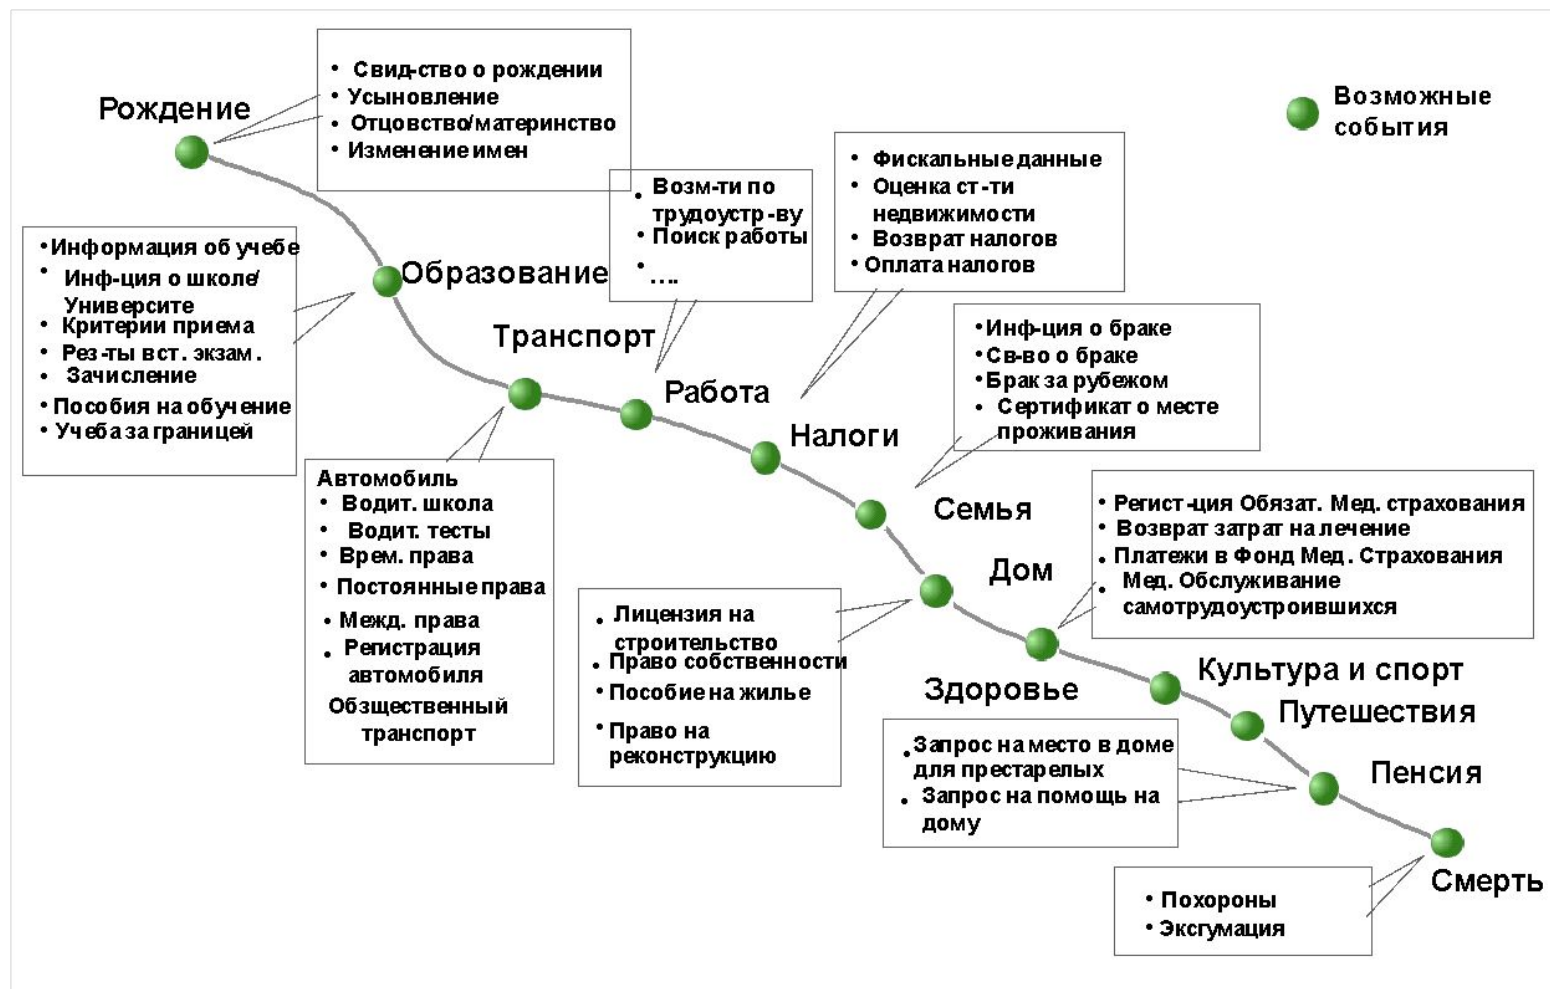 Рождение
• Свид-ство о рождении
• Усыновление
• Отцовство/материнство
• Изменение имен
Возможные
события
• Информация об учебе
• Инф-ция о школе/
Университе
• Критерии приема
• Рез-ты вст. экзам.
• Зачисление
• Пособия на обучение
• Учеба за границей
Образование
• Возм-ти по
трудоустр-ву
• Поиск работы
• ....
• Фискальные данные
• Оценка ст-ти
недвижимости
• Возврат налогов
• Оплата налогов
Транспорт
Автомобиль
• Водит. школа
• Водит. тесты
• Врем. права
• Постоянные права
• Межд. права
• Регистрация
автомобиля
Обзщественный
транспорт
Работа
Налоги
• Инф-ция о браке
• Св-во о браке
• Брак за рубежом
• Сертификат о месте
проживания
Семья
Дом
• Лицензия на
строительство
• Право собственности
• Пособие на жилье
• Право на
реконструкцию
• Регист-ция Обязат. Мед. страхования
• Возврат затрат на лечение
• Платежи в Фонд Мед. Страхования
• Мед. Обслуживание
самотрудоустроившихся
Здоровье
Культура и спорт
Путешествия
• Запрос на место в доме
для престарелых
• Запрос на помощь на
дому
Пенсия
Смерть
• Похороны
• Эксгумация